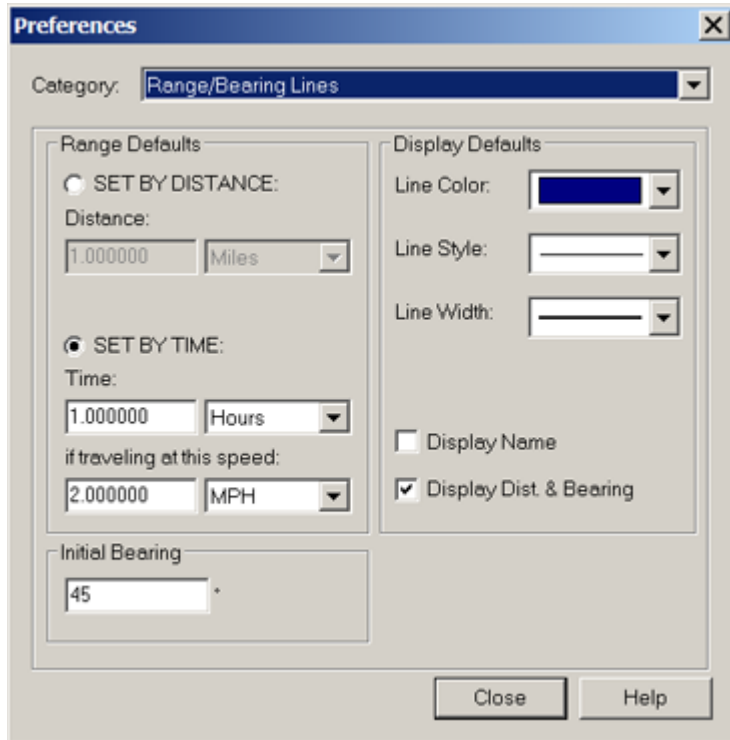 Preferences
Category: Range/Bearing Lines
Range Defaults
SET BY DISTANCE:
Distance:
1.000000 Miles
SET BY TIME:
Time:
1.000000 Hours
if traveling at this speed:
2.000000 MPH
Initial Bearing
45 °
Display Defaults
Line Color:
Line Style:
Line Width:
Display Name
Display Dist. & Bearing
Close Help